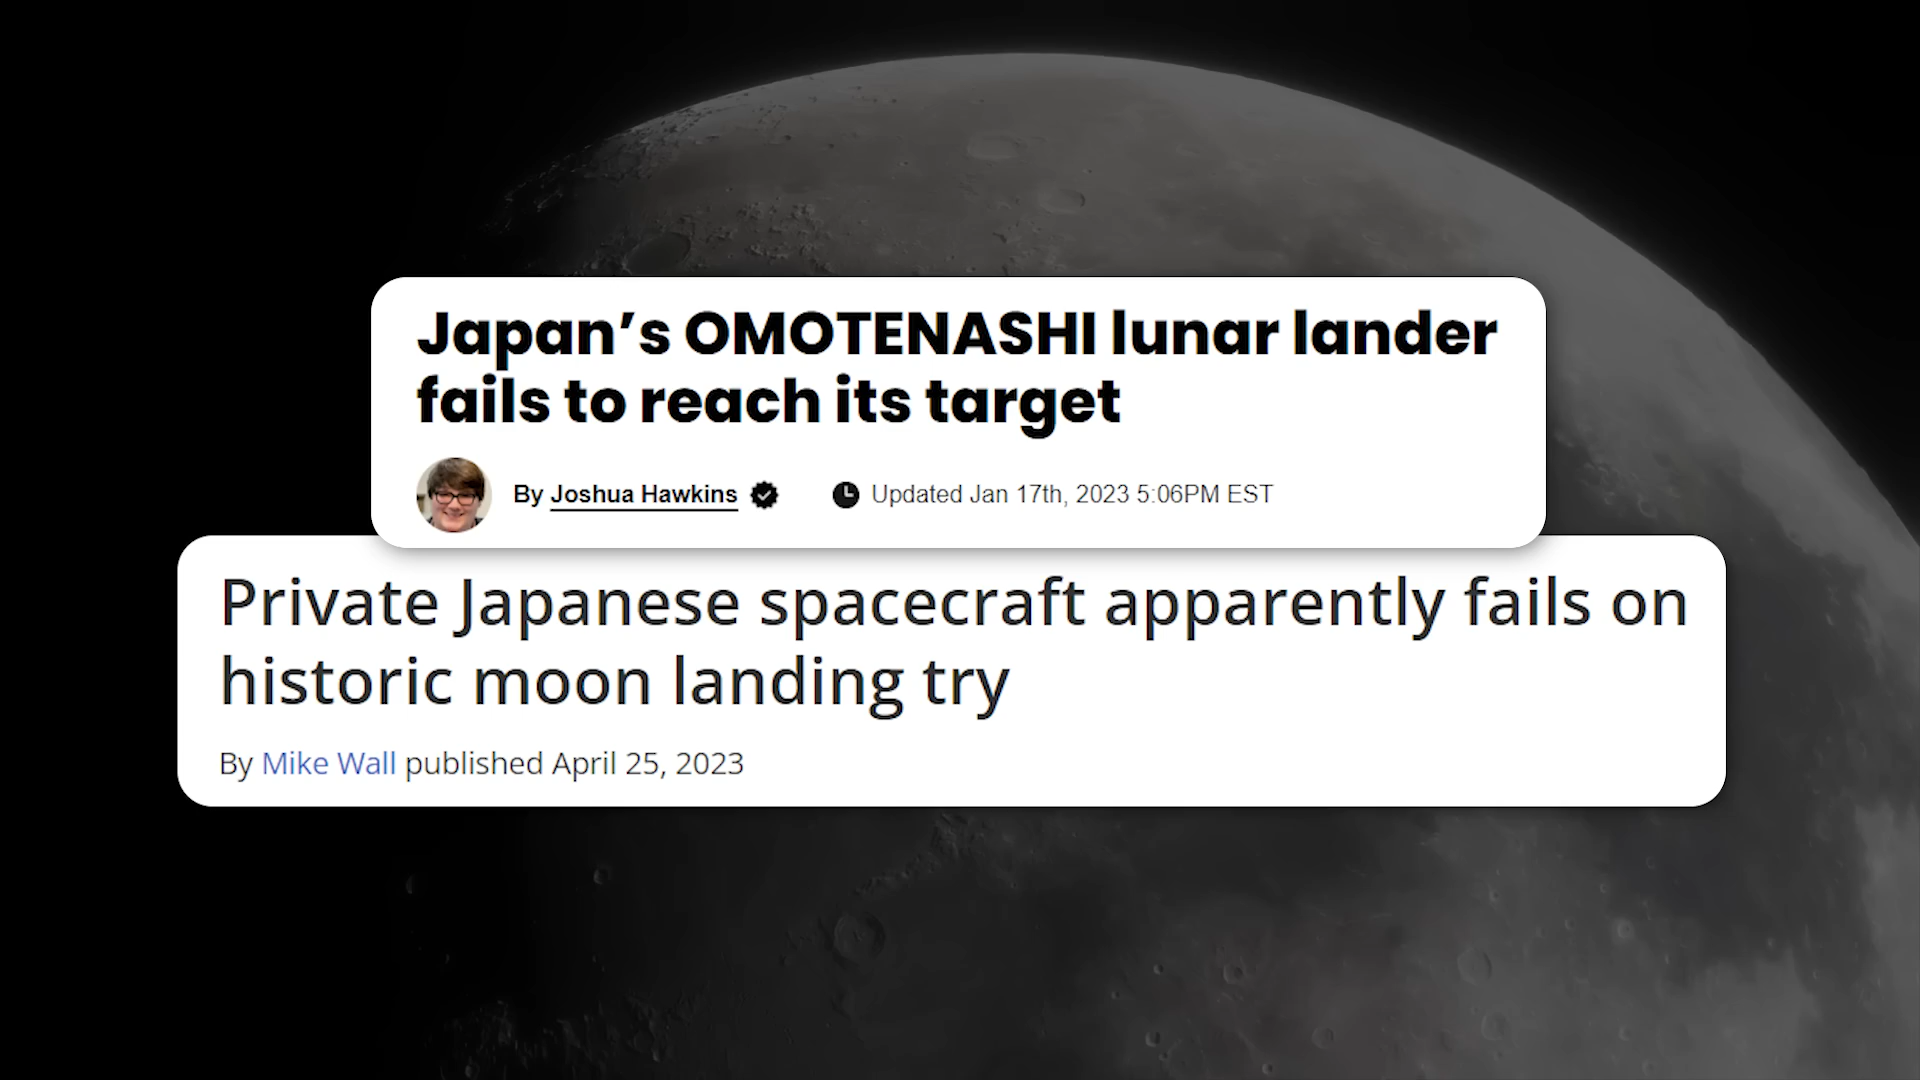 Japan’s OMOTENASHI lunar lander
fails to reach its target
By Joshua Hawkins
Updated Jan 17th, 2023 5:06PM EST
Private Japanese spacecraft apparently fails on
historic moon landing try
By Mike Wall published April 25, 2023